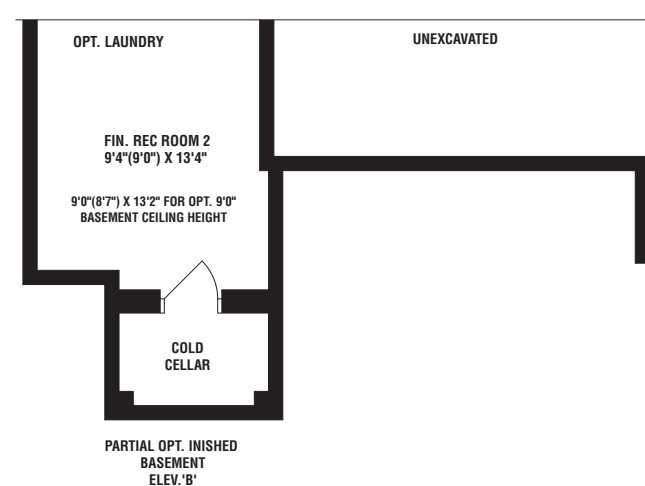 OPT. LAUNDRY
UNEXCAVATED
FIN. REC ROOM 2
9'4"(9'0") X 13'4"
9'0"(8'7") X 13'2" FOR OPT. 9'0"
BASEMENT CEILING HEIGHT
COLD
CELLAR
PARTIAL OPT. INISHED
BASEMENT
ELEV.'B'